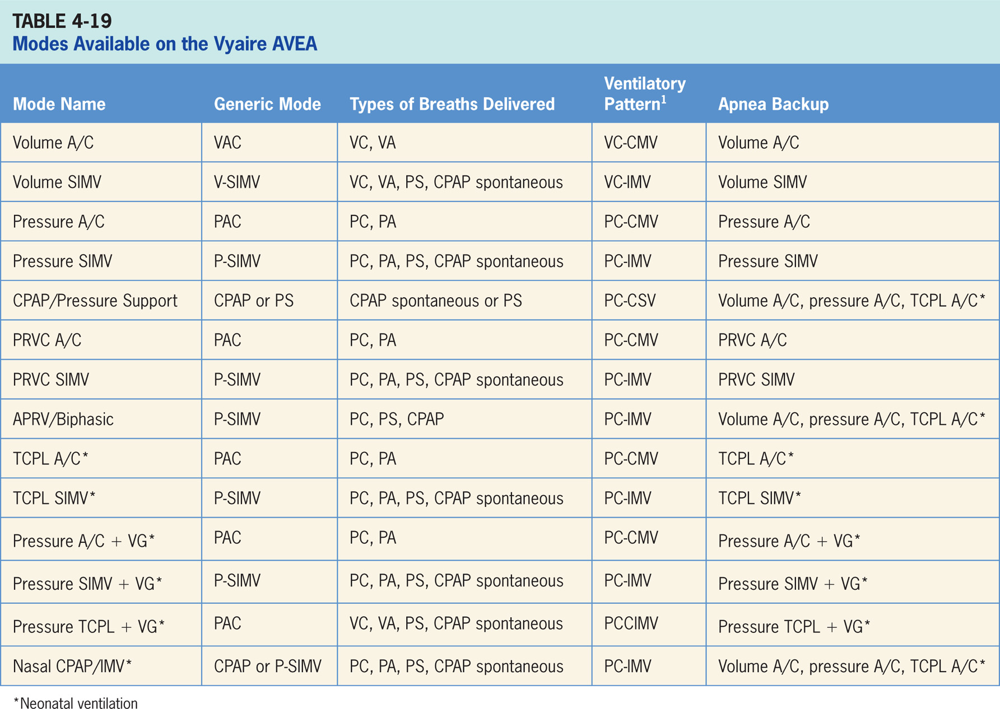 TABLE 4-19
Modes Available on the Vyaire AVEA
Mode Name Generic Mode Types of Breaths Delivered Ventilatory Pattern1 Apnea Backup
Volume A/C VAC VC, VA VC-CMV Volume A/C
Volume SIMV V-SIMV VC, VA, PS, CPAP spontaneous VC-IMV Volume SIMV
Pressure A/C PAC PC, PA PC-CMV Pressure A/C
Pressure SIMV P-SIMV PC, PA, PS, CPAP spontaneous PC-IMV Pressure SIMV
CPAP/Pressure Support CPAP or PS CPAP spontaneous or PS PC-CSV Volume A/C, pressure A/C, TCPL A/C*
PRVC A/C PAC PC, PA PC-CMV PRVC A/C
PRVC SIMV P-SIMV PC, PA, PS, CPAP spontaneous PC-IMV PRVC SIMV
APRV/Biphasic P-SIMV PC, PS, CPAP PC-IMV Volume A/C, pressure A/C, TCPL A/C*
TCPL A/C* PAC PC, PA PC-CMV TCPL A/C*
TCPL SIMV* P-SIMV PC, PA, PS, CPAP spontaneous PC-IMV TCPL SIMV*
Pressure A/C + VG* PAC PC, PA PC-CMV Pressure A/C + VG*
Pressure SIMV + VG* P-SIMV PC, PA, PS, CPAP spontaneous PC-IMV Pressure SIMV + VG*
Pressure TCPL + VG* PAC VC, VA, PS, CPAP spontaneous PCCIMV Pressure TCPL + VG*
Nasal CPAP/IMV* CPAP or P-SIMV PC, PA, PS, CPAP spontaneous PC-IMV Volume A/C, pressure A/C, TCPL A/C*
*Neonatal ventilation